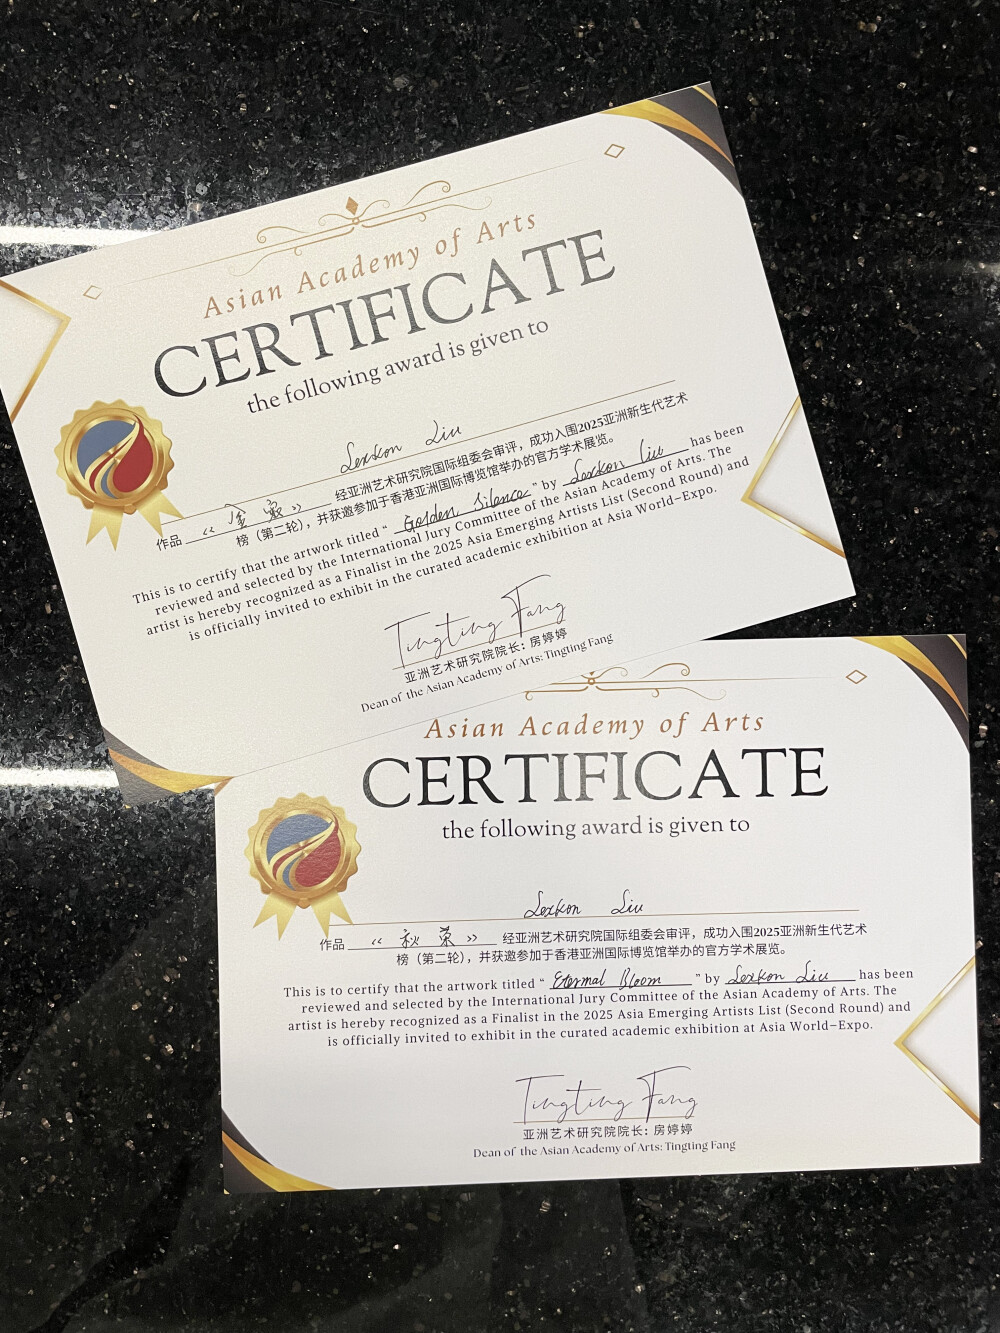 Asian Academy of Arts
CERTIFICATE
the following award is given to
Lexkon Liu
作品 《金寂》 经亚洲艺术研究院国际组委会审评，成功入围2025亚洲新生代艺术
榜（第二轮），并获邀参加于香港亚洲国际博览馆举办的官方学术展览。
This is to certify that the artwork titled “ Golden Silence ” by Lexkon Liu has been
reviewed and selected by the International Jury Committee of the Asian Academy of Arts. The
artist is hereby recognized as a Finalist in the 2025 Asia Emerging Artists List (Second Round) and
is officially invited to exhibit in the curated academic exhibition at Asia World-Expo.
Tingting Fang
亚洲艺术研究院院长: 房婷婷
Dean of the Asian Academy of Arts: Tingting Fang
Asian Academy of Arts
CERTIFICATE
the following award is given to
Lexkon Liu
作品 《秋荣》 经亚洲艺术研究院国际组委会审评，成功入围2025亚洲新生代艺术
榜（第二轮），并获邀参加于香港亚洲国际博览馆举办的官方学术展览。
This is to certify that the artwork titled “ Eternal Bloom ” by Lexkon Liu has been
reviewed and selected by the International Jury Committee of the Asian Academy of Arts. The
artist is hereby recognized as a Finalist in the 2025 Asia Emerging Artists List (Second Round) and
is officially invited to exhibit in the curated academic exhibition at Asia World-Expo.
Tingting Fang
亚洲艺术研究院院长: 房婷婷
Dean of the Asian Academy of Arts: Tingting Fang